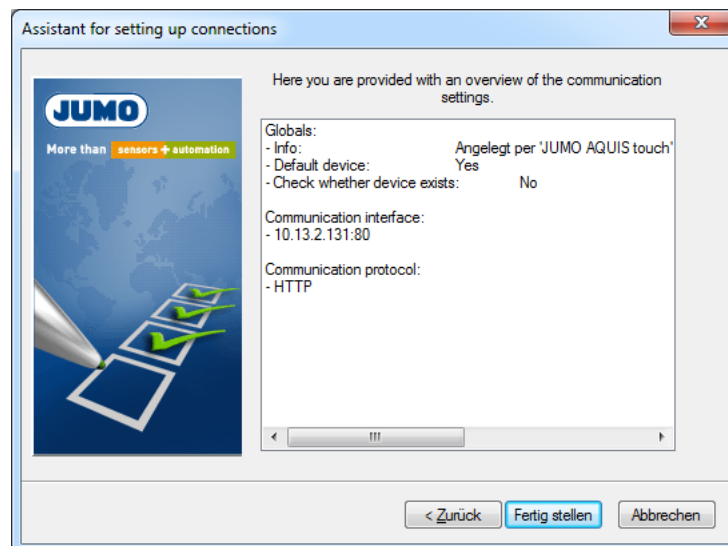 Assistant for setting up connections
x
JUMO
More than sensors + automation
Here you are provided with an overview of the communication
settings.
Globals:
- Info: Angelegt per 'JUMO AQUIS touch'
- Default device: Yes
- Check whether device exists: No
Communication interface:
- 10.13.2.131:80
Communication protocol:
- HTTP
< Zurück Fertig stellen Abbrechen